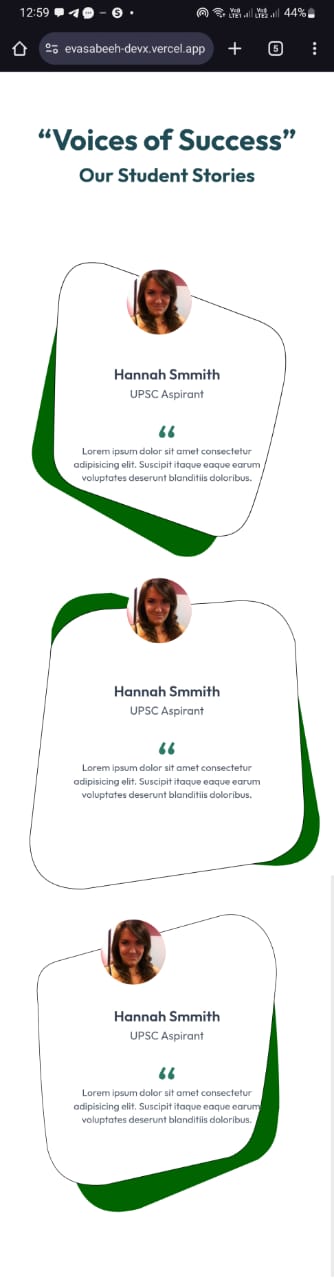 12:59
44%
evasabeeh-devx.vercel.app
5
“Voices of Success”
Our Student Stories
Hannah Smmith
UPSC Aspirant
“
Lorem ipsum dolor sit amet consectetur
adipisicing elit. Suscipit itaque eaque earum
voluptates deserunt blanditiis doloribus.
Hannah Smmith
UPSC Aspirant
“
Lorem ipsum dolor sit amet consectetur
adipisicing elit. Suscipit itaque eaque earum
voluptates deserunt blanditiis doloribus.
Hannah Smmith
UPSC Aspirant
“
Lorem ipsum dolor sit amet consectetur
adipisicing elit. Suscipit itaque eaque earum
voluptates deserunt blanditiis doloribus.